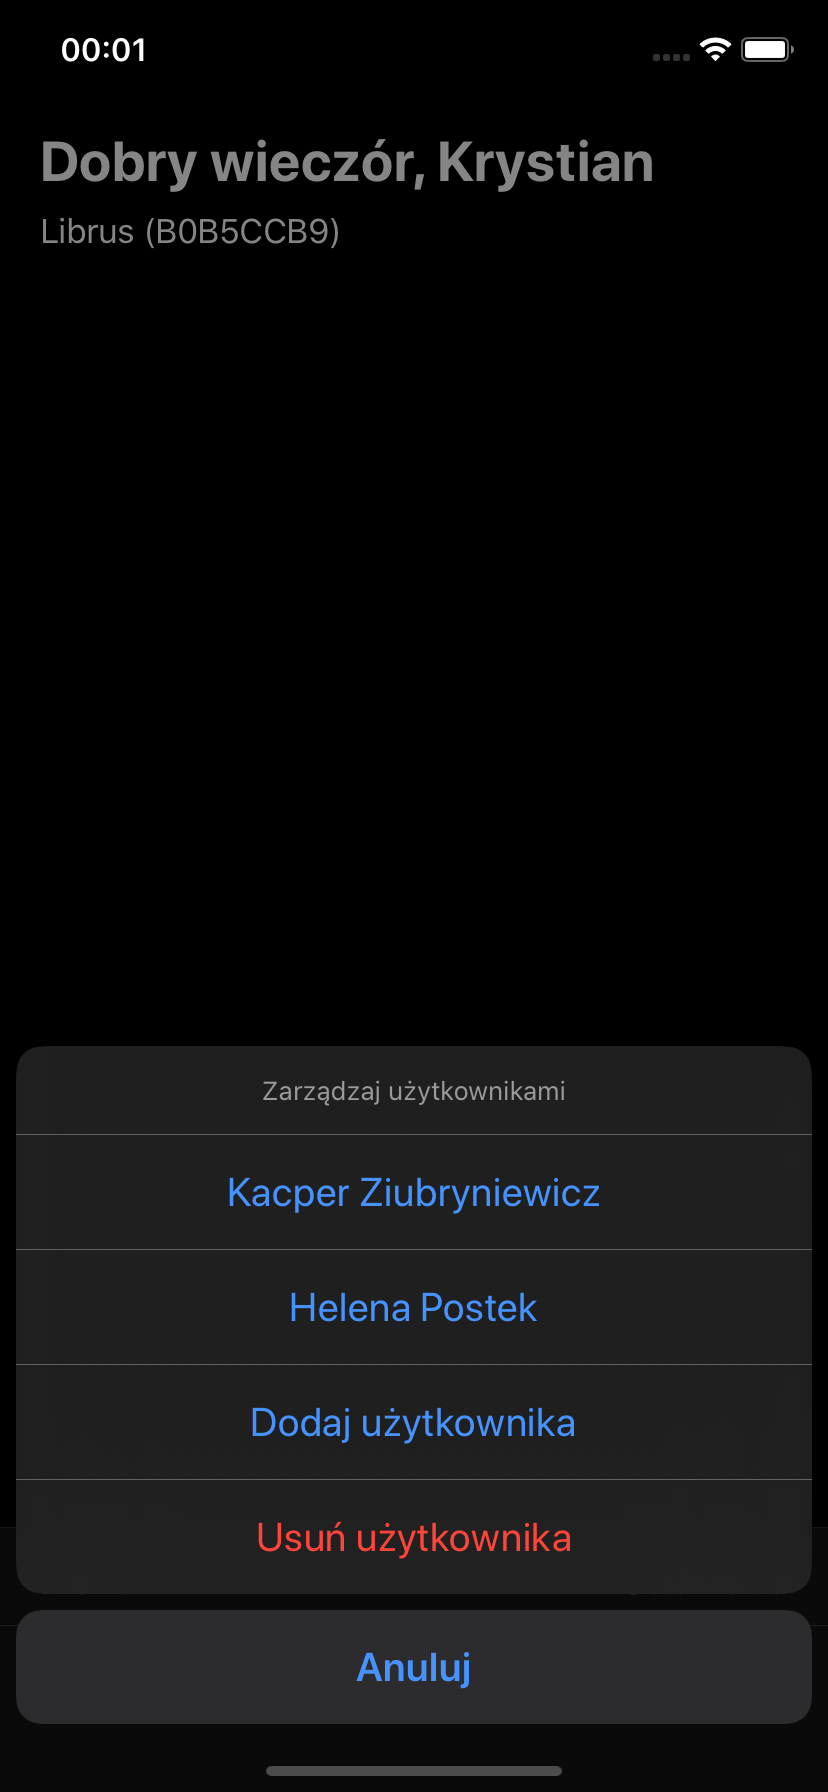 00:01
Dobry wieczór, Krystian
Librus (B0B5CCB9)
Zarządzaj użytkownikami
Kacper Ziubryniewicz
Helena Postek
Dodaj użytkownika
Usuń użytkownika
Anuluj